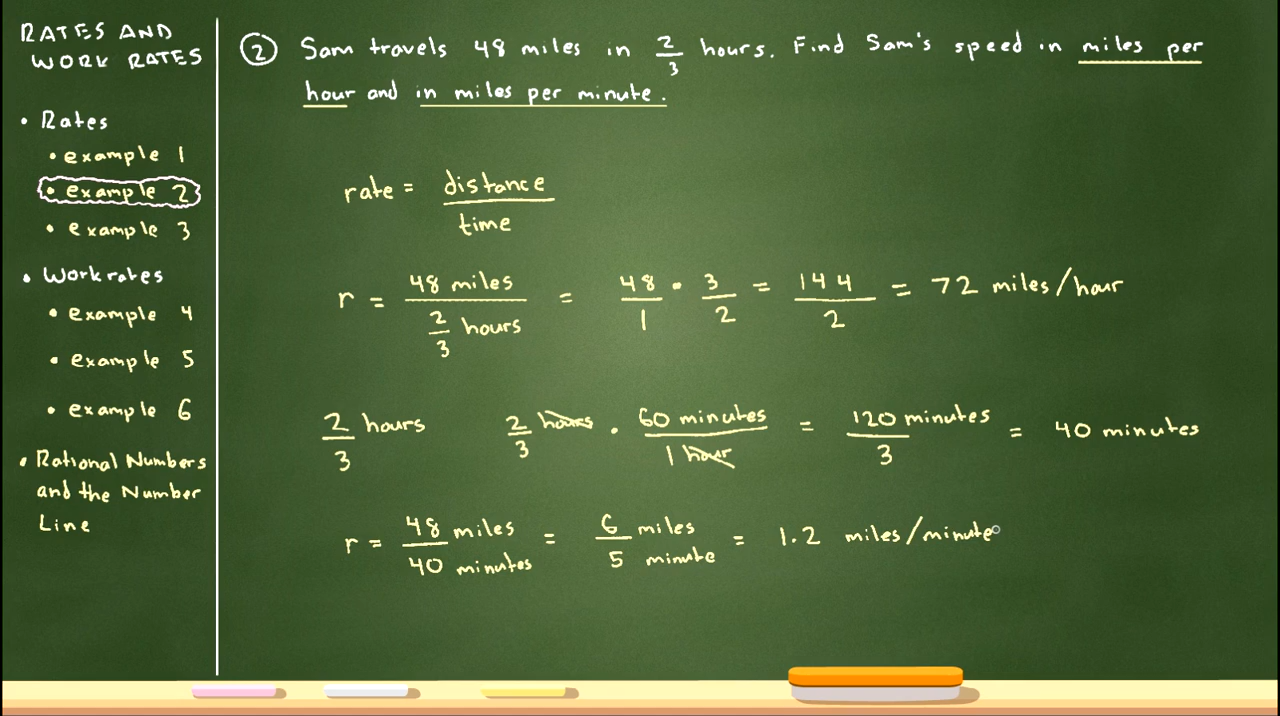 RATES AND
WORK RATES
• Rates
• example 1
• example 2
• example 3
• Work rates
• example 4
• example 5
• example 6
• Rational Numbers
and the Number
Line
② Sam travels 48 miles in 2/3 hours. Find Sam's speed in miles per
hour and in miles per minute.
rate = distance/time
r = 48 miles / 2/3 hours = 48/1 · 3/2 = 144/2 = 72 miles/hour
2/3 hours 2/3 hours · 60 minutes/1 hour = 120 minutes/3 = 40 minutes
r = 48 miles/40 minutes = 6 miles/5 minute = 1.2 miles/minute